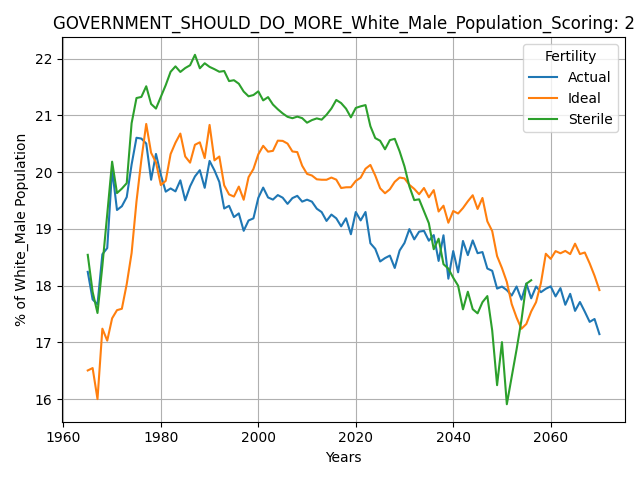 GOVERNMENT_SHOULD_DO_MORE_White_Male_Population_Scoring: 2
Fertility
Actual
Ideal
Sterile
% of White_Male Population
22
21
20
19
18
17
16
1960 1980 2000 2020 2040 2060
Years